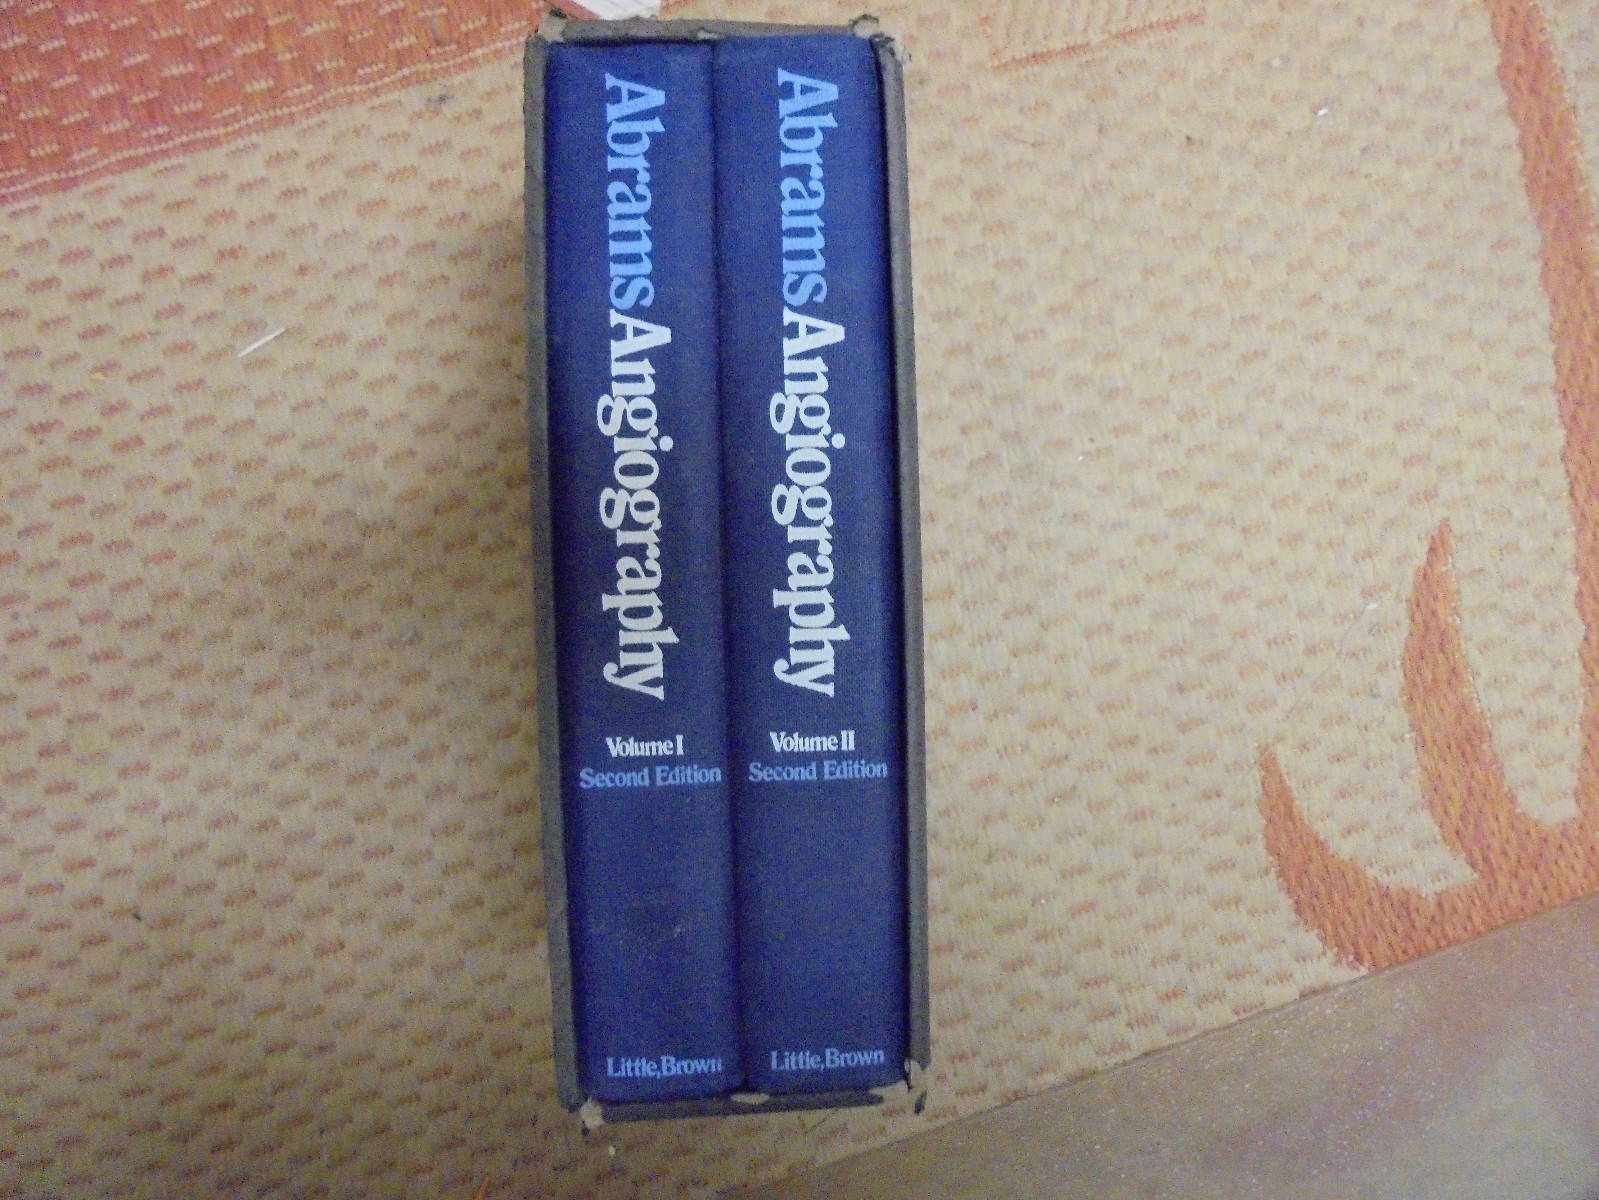 Abrams Angiography
Volume I
Second Edition
Little, Brown
Abrams Angiography
Volume II
Second Edition
Little, Brown